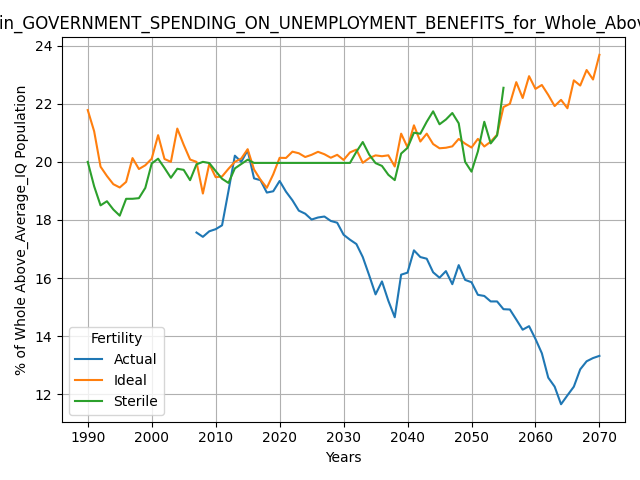 in_GOVERNMENT_SPENDING_ON_UNEMPLOYMENT_BENEFITS_for_Whole_Abov
% of Whole Above_Average_IQ Population
24
22
20
18
16
14
12
Fertility
Actual
Ideal
Sterile
1990 2000 2010 2020 2030 2040 2050 2060 2070
Years